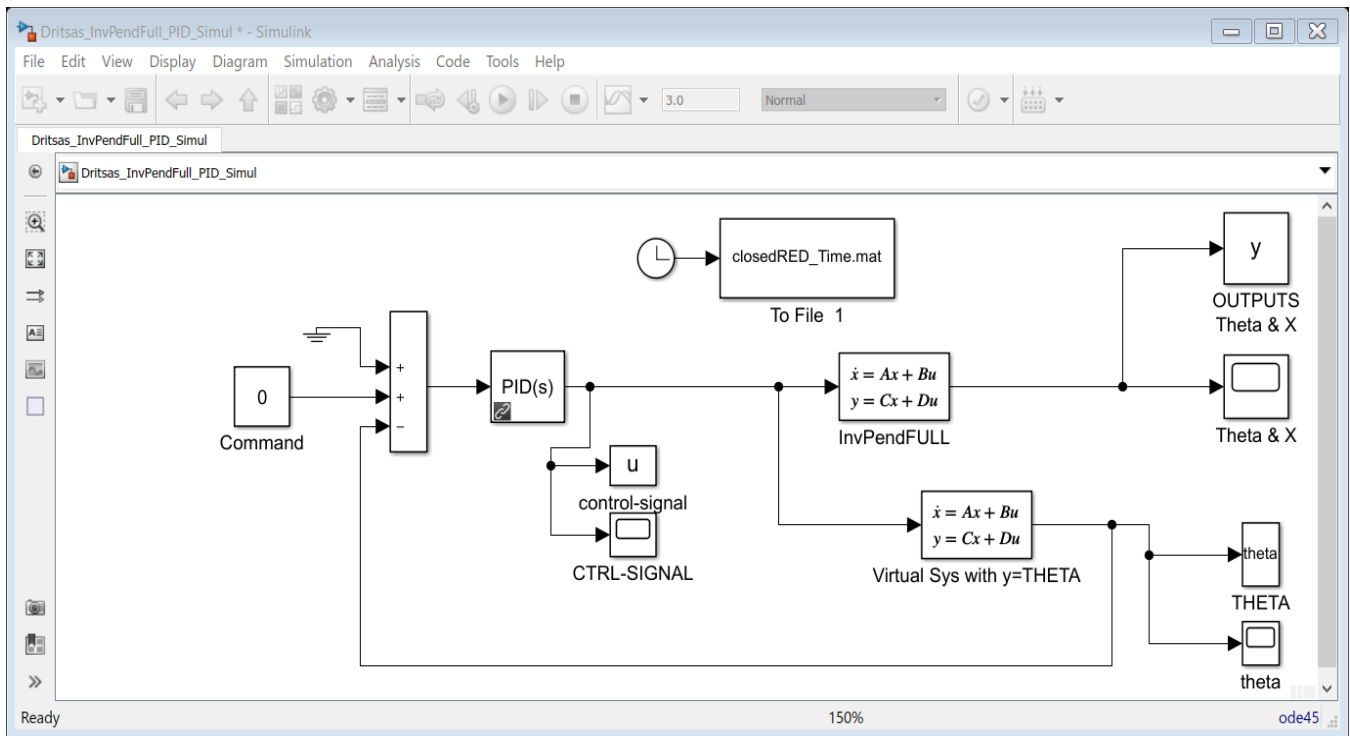 Dritsas_InvPendFull_PID_Simul * - Simulink
File Edit View Display Diagram Simulation Analysis Code Tools Help
3.0 Normal
Dritsas_InvPendFull_PID_Simul
Dritsas_InvPendFull_PID_Simul
closedRED_Time.mat
To File 1
y
OUTPUTS
Theta & X
+
+
−
0
Command
PID(s)
ẋ = Ax + Bu
y = Cx + Du
InvPendFULL
Theta & X
u
control-signal
CTRL-SIGNAL
ẋ = Ax + Bu
y = Cx + Du
Virtual Sys with y=THETA
theta
THETA
theta
Ready 150% ode45